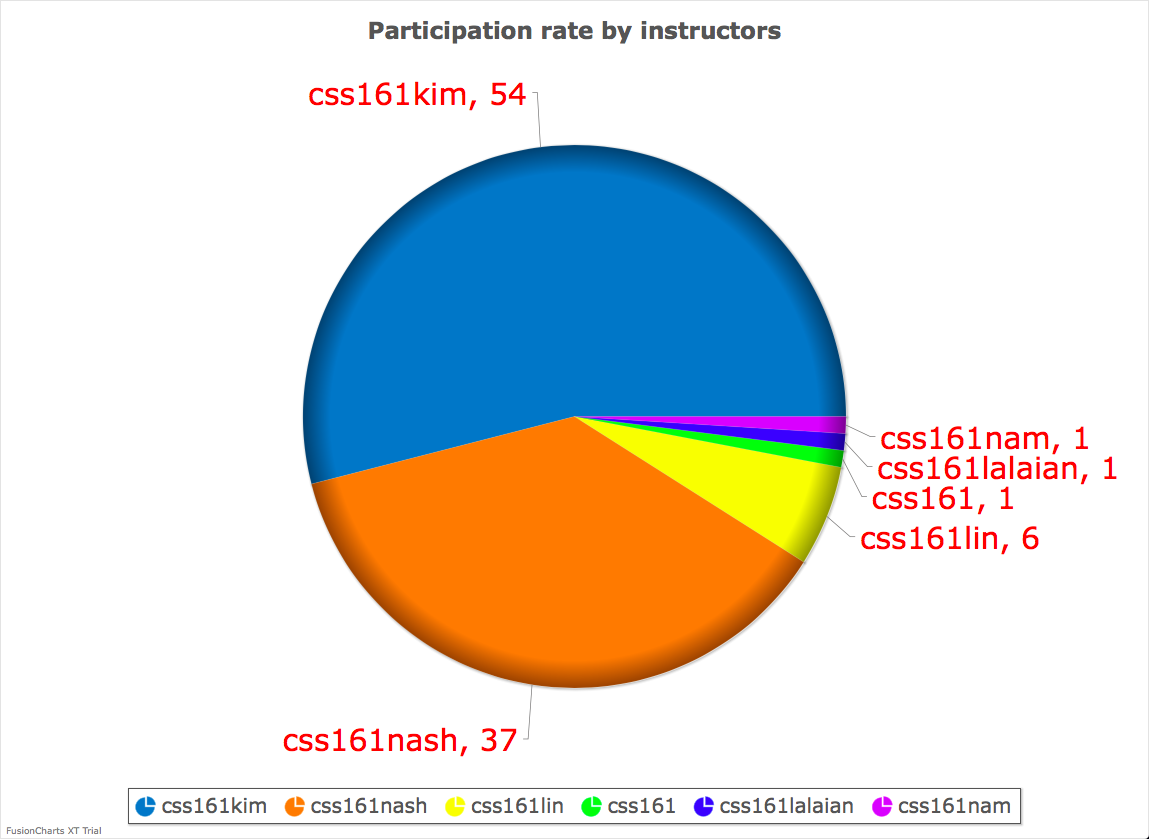 Participation rate by instructors
css161kim, 54
css161nam, 1
css161lalaian, 1
css161, 1
css161lin, 6
css161nash, 37
css161kim css161nash css161lin css161 css161lalaian css161nam
FusionCharts XT Trial